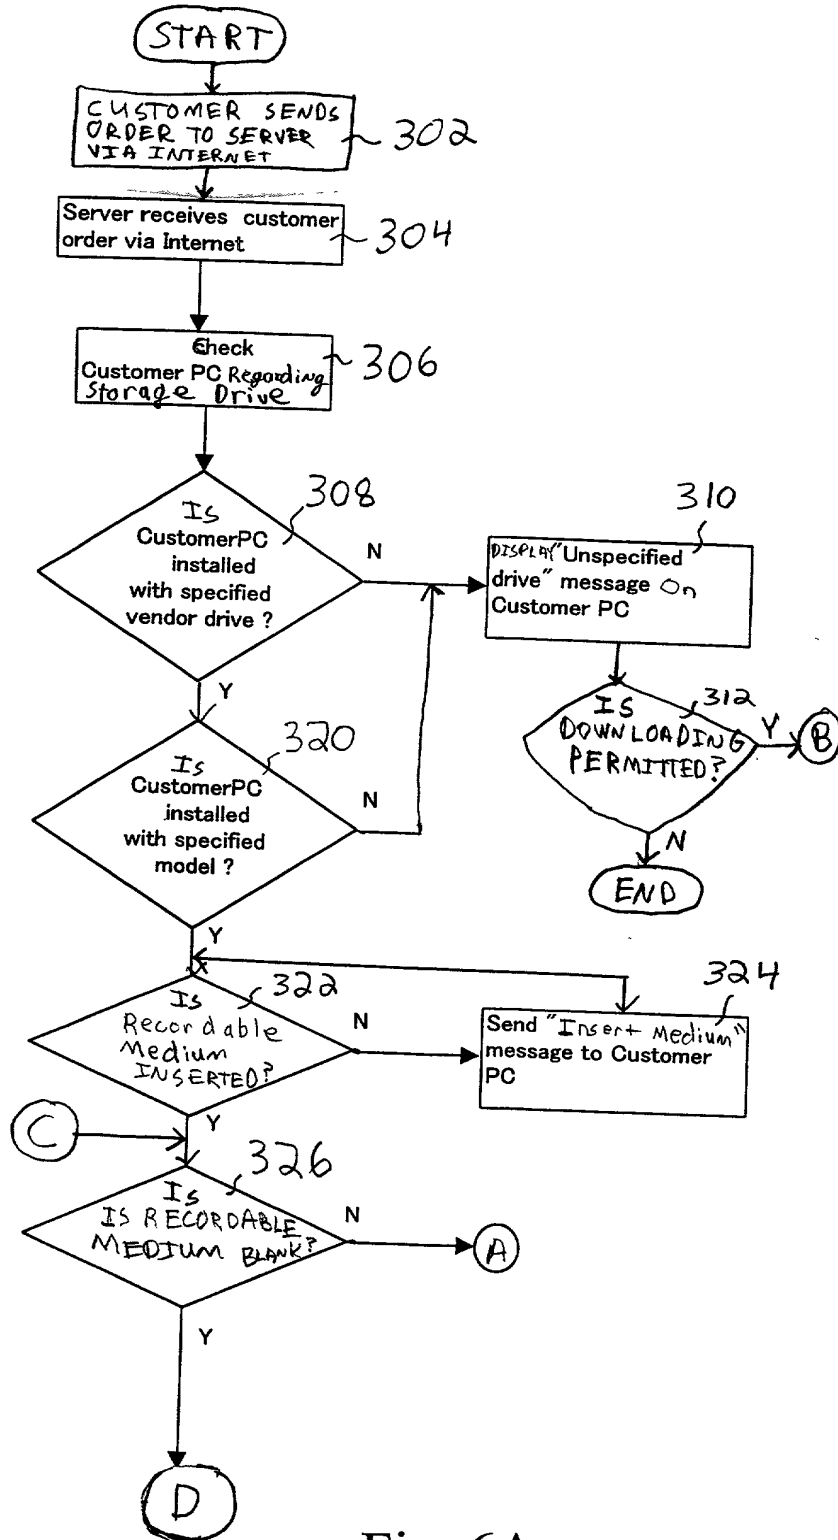 START
CUSTOMER SENDS
ORDER TO SERVER
VIA INTERNET
302
Server receives customer
order via Internet
304
Check
Customer PC Regarding
Storage Drive
306
Is
CustomerPC
installed
with specified
vendor drive ?
308
N
Y
310
DISPLAY "Unspecified
drive" message On
Customer PC
312
IS
DOWNLOADING
PERMITTED?
Y
B
N
END
320
Is
CustomerPC
installed
with specified
model ?
N
Y
322
Is
Recordable
Medium
INSERTED?
N
Y
324
Send "Insert Medium"
message to Customer
PC
C
326
Is
IS RECORDABLE
MEDIUM BLANK?
N
A
Y
D
Fig. 6A